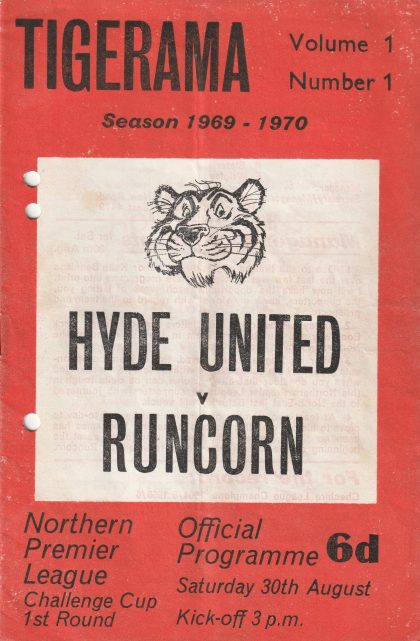 TIGERAMA
Volume 1
Number 1
Season 1969 - 1970
HYDE UNITED
v
RUNCORN
Northern
Premier
League
Challenge Cup
1st Round
Official
Programme 6d
Saturday 30th August
Kick-off 3 p.m.